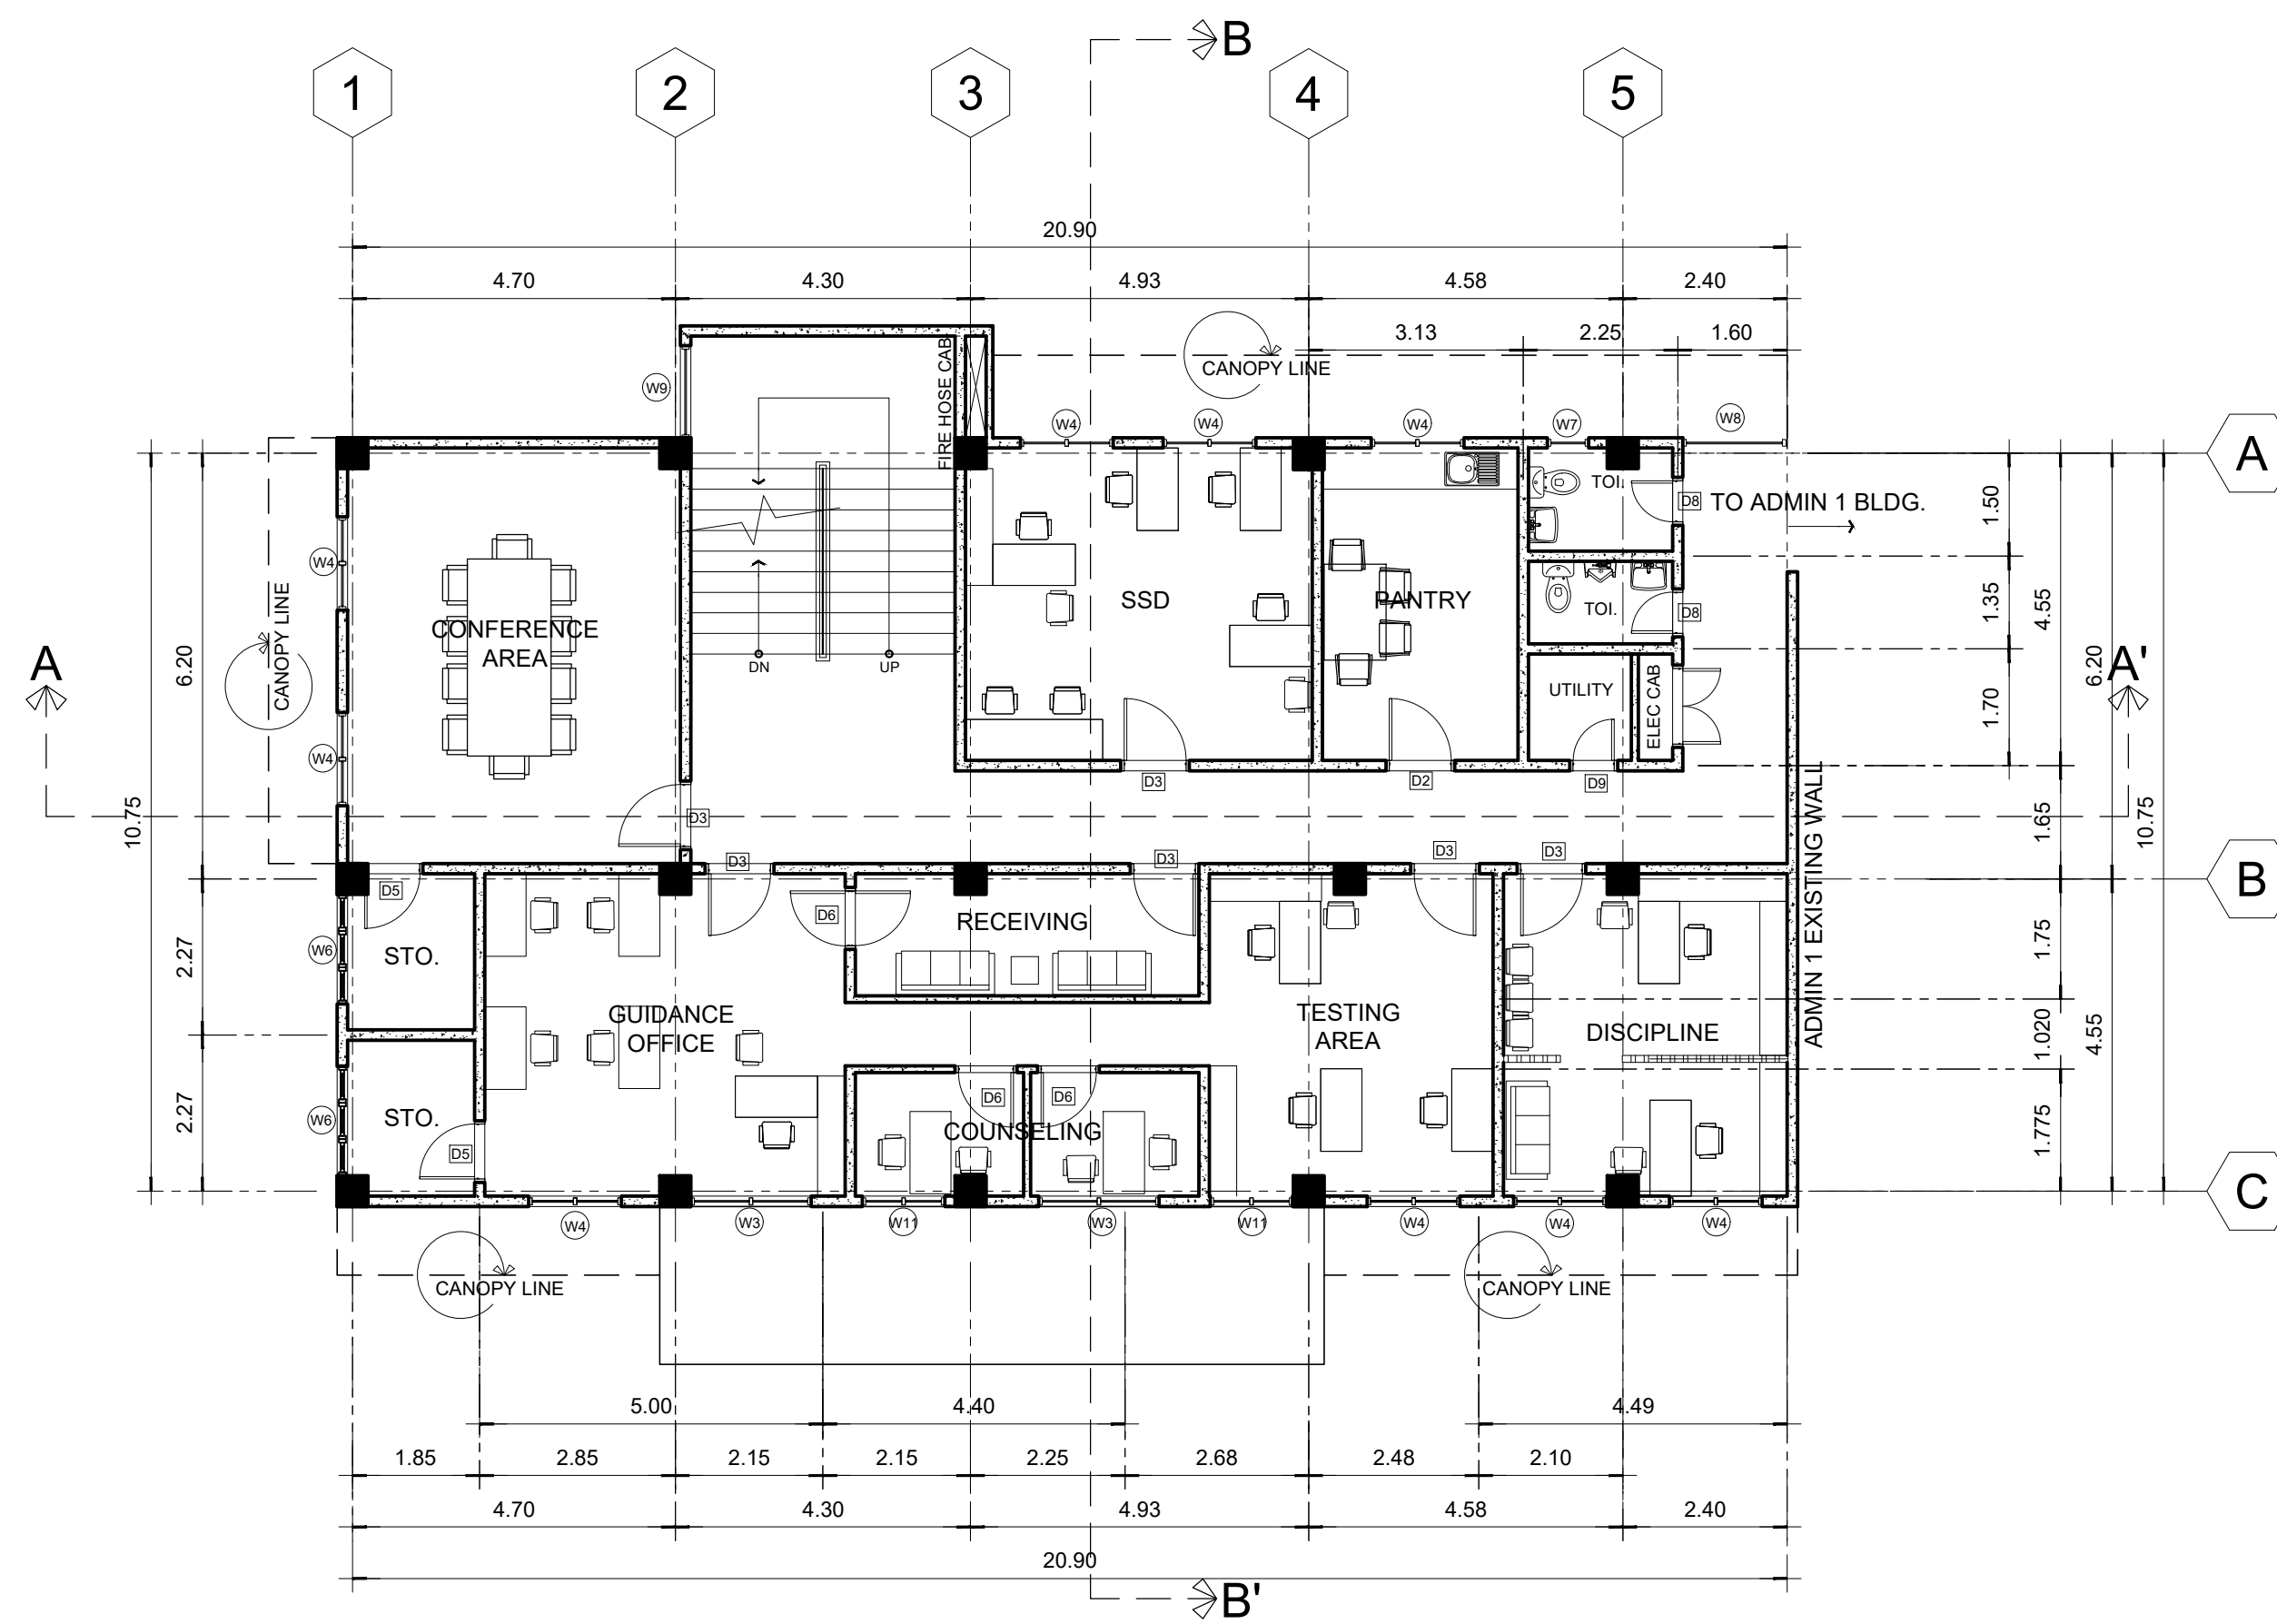 B
1
2
3
4
5
20.90
4.70
4.30
4.93
4.58
2.40
3.13
2.25
1.60
CANOPY LINE
FIRE HOSE CAB
W9
W4
W4
W4
W7
W8
A
TOI.
D8
TO ADMIN 1 BLDG.
1.50
W4
CANOPY LINE
CONFERENCE
AREA
SSD
PANTRY
TOI.
D8
1.35
4.55
6.20
6.20
A
A'
DN
UP
UTILITY
ELEC CAB
1.70
W4
D3
D2
D9
10.75
10.75
D3
1.65
ADMIN 1 EXISTING WALL
D3
D3
D3
D3
B
D5
D6
RECEIVING
W6
STO.
2.27
1.75
GUIDANCE
OFFICE
TESTING
AREA
DISCIPLINE
1.020
4.55
W6
STO.
2.27
D6
D6
COUNSELING
D5
1.775
C
W4
W3
W11
W3
W11
W4
W4
W4
CANOPY LINE
CANOPY LINE
5.00
4.40
4.49
1.85
2.85
2.15
2.15
2.25
2.68
2.48
2.10
4.70
4.30
4.93
4.58
2.40
20.90
B'